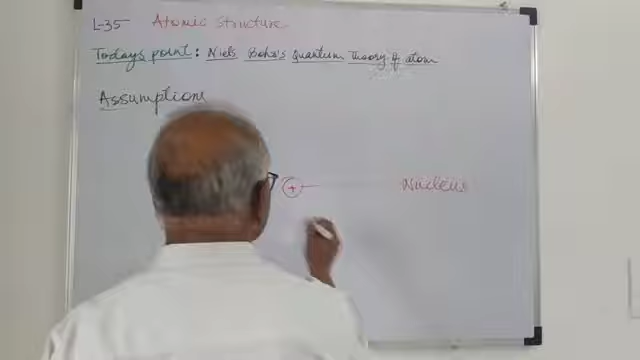 L-35 Atomic Structure
Todays point: Niels Bohr's Quantum Theory of atom
Assumptions
+ Nucleus